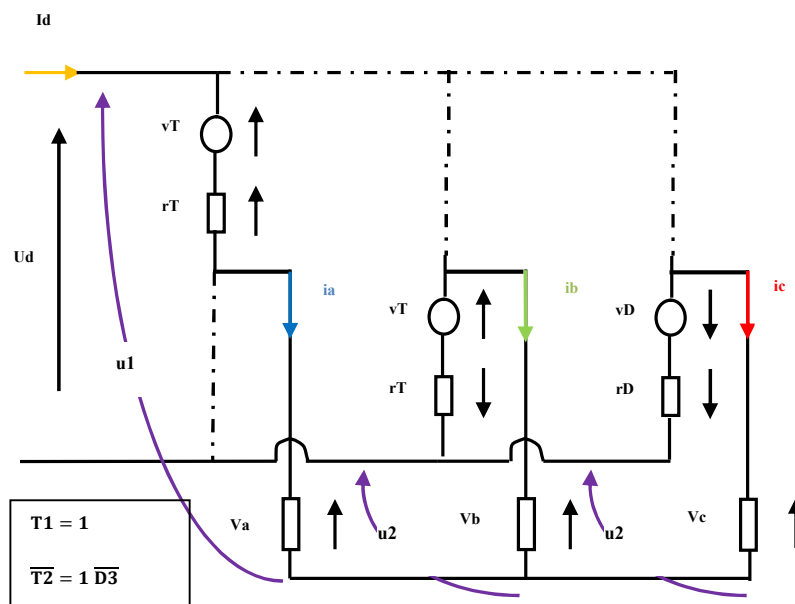 Id
vT
rT
Ud
ia
ib
ic
vT
vD
u1
rT
rD
T1 = 1
Va
u2
Vb
u2
Vc
T2̅ = 1 D3̅